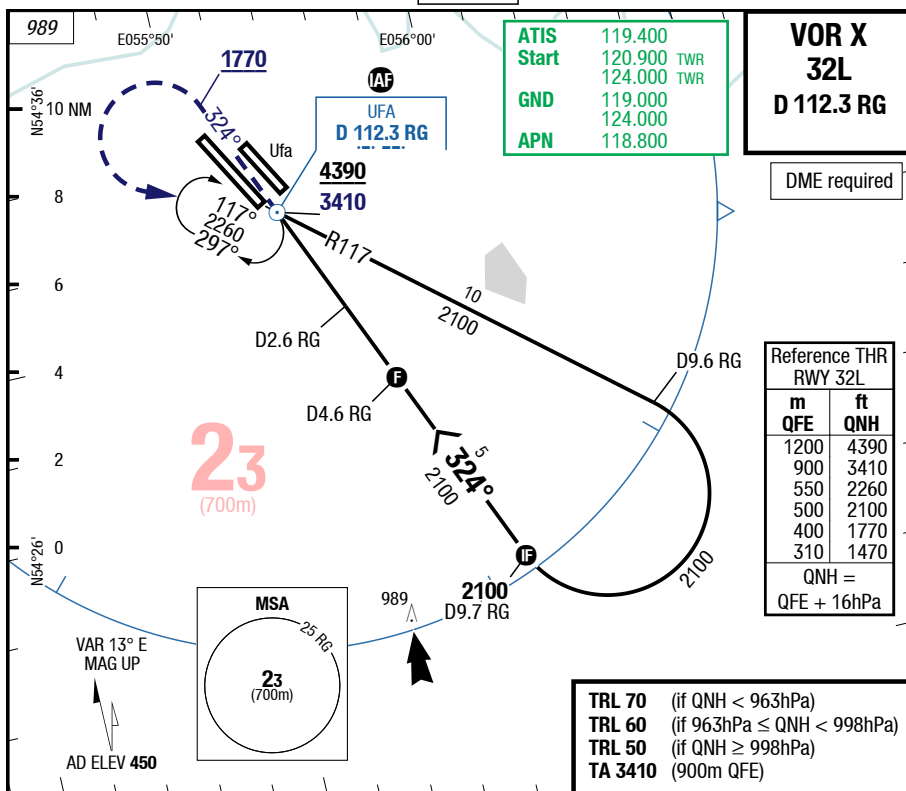 989
E055°50'
E056°00'
1770
IAF
UFA
D 112.3 RG
ATIS 119.400
Start 120.900 TWR
124.000 TWR
GND 119.000
124.000
APN 118.800
VOR X
32L
D 112.3 RG
DME required
N54°36'
10 NM
8
6
4
2
0
N54°26'
324°
Ufa
4390
3410
117°
2260
297°
R117
10
2100
D9.6 RG
D2.6 RG
F
D4.6 RG
5
324°
2100
IF
2100
D9.7 RG
2100
23
(700m)
Reference THR
RWY 32L
m ft
QFE QNH
1200 4390
900 3410
550 2260
500 2100
400 1770
310 1470
QNH =
QFE + 16hPa
MSA
25 RG
23
(700m)
989
VAR 13° E
MAG UP
AD ELEV 450
TRL 70 (if QNH < 963hPa)
TRL 60 (if 963hPa ≤ QNH < 998hPa)
TRL 50 (if QNH ≥ 998hPa)
TA 3410 (900m QFE)